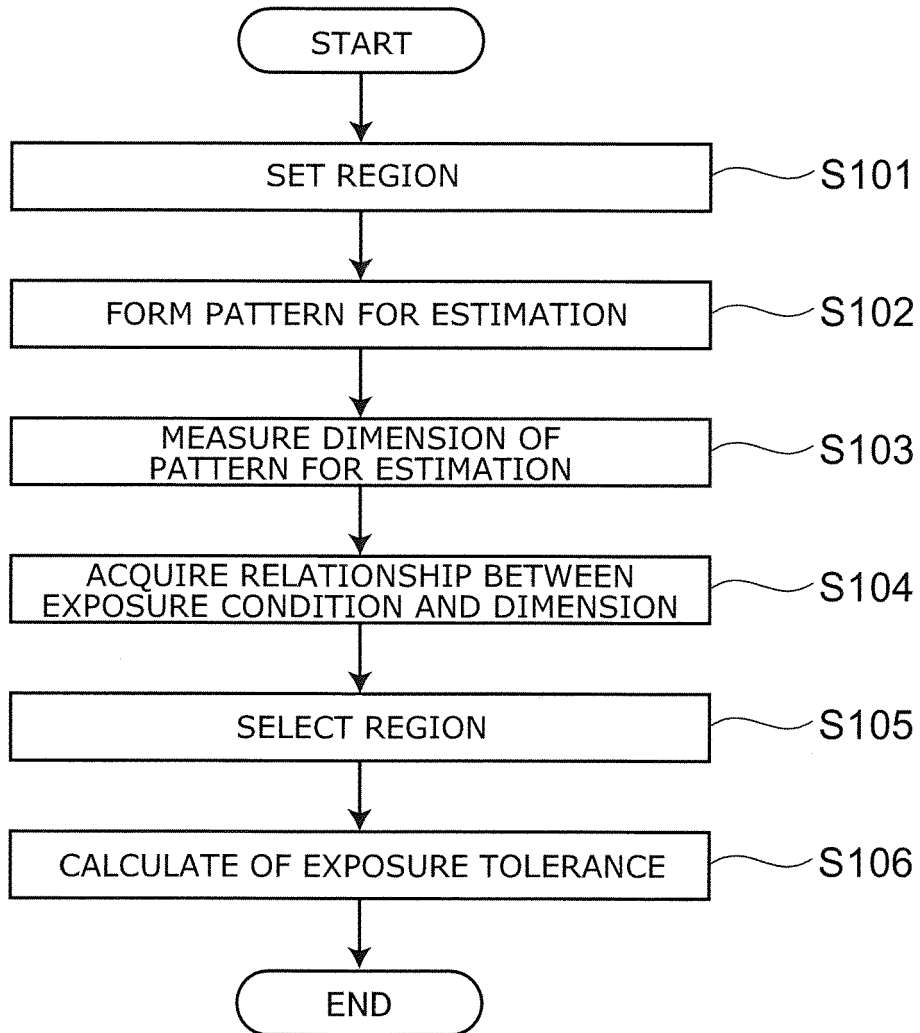 START
SET REGION
S101
FORM PATTERN FOR ESTIMATION
S102
MEASURE DIMENSION OF
PATTERN FOR ESTIMATION
S103
ACQUIRE RELATIONSHIP BETWEEN
EXPOSURE CONDITION AND DIMENSION
S104
SELECT REGION
S105
CALCULATE OF EXPOSURE TOLERANCE
S106
END